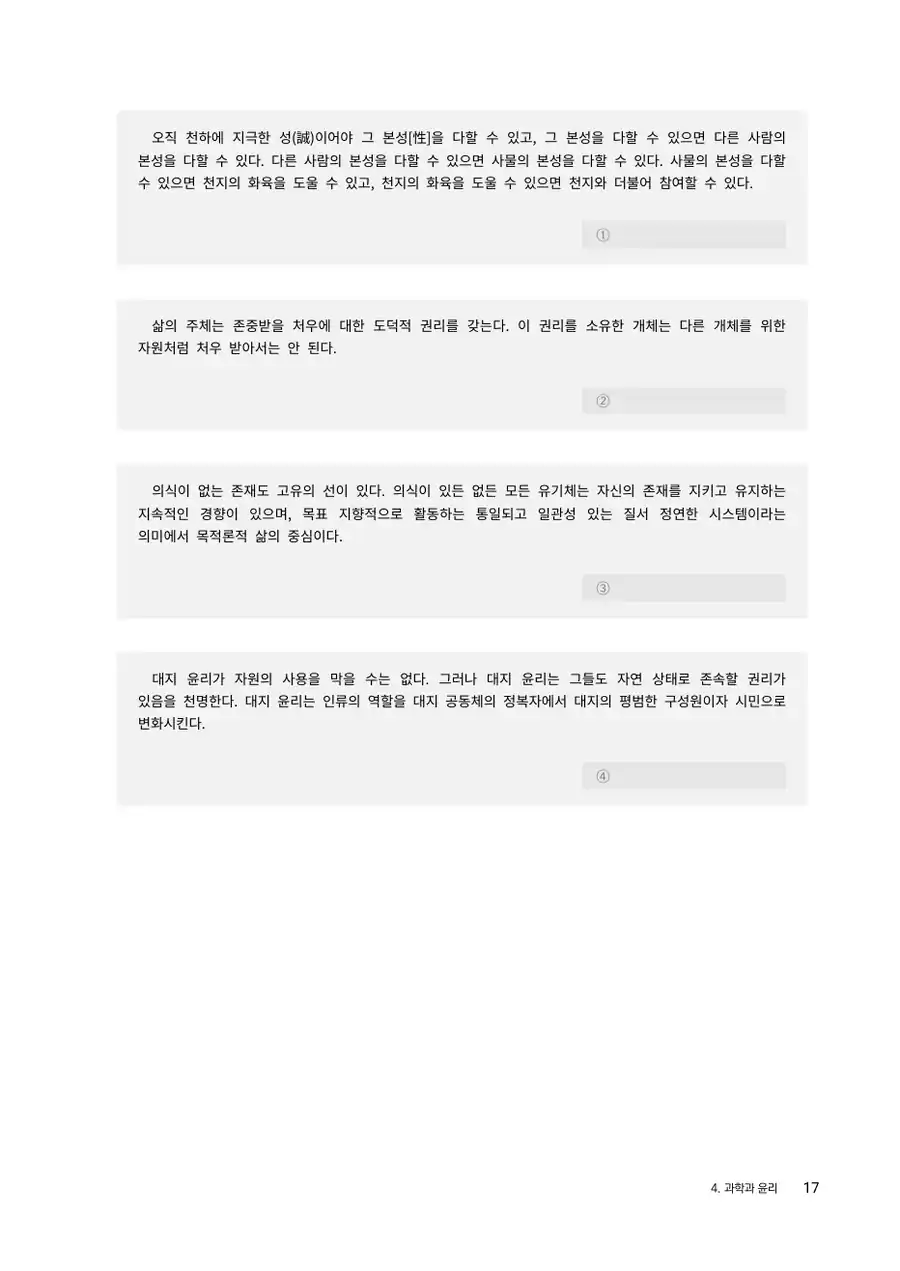 오직 천하에 지극한 성(誠)이어야 그 본성[性]을 다할 수 있고, 그 본성을 다할 수 있으면 다른 사람의
본성을 다할 수 있다. 다른 사람의 본성을 다할 수 있으면 사물의 본성을 다할 수 있다. 사물의 본성을 다할
수 있으면 천지의 화육을 도울 수 있고, 천지의 화육을 도울 수 있으면 천지와 더불어 참여할 수 있다.
①
삶의 주체는 존중받을 처우에 대한 도덕적 권리를 갖는다. 이 권리를 소유한 개체는 다른 개체를 위한
자원처럼 처우 받아서는 안 된다.
②
의식이 없는 존재도 고유의 선이 있다. 의식이 있든 없든 모든 유기체는 자신의 존재를 지키고 유지하는
지속적인 경향이 있으며, 목표 지향적으로 활동하는 통일되고 일관성 있는 질서 정연한 시스템이라는
의미에서 목적론적 삶의 중심이다.
③
대지 윤리가 자원의 사용을 막을 수는 없다. 그러나 대지 윤리는 그들도 자연 상태로 존속할 권리가
있음을 천명한다. 대지 윤리는 인류의 역할을 대지 공동체의 정복자에서 대지의 평범한 구성원이자 시민으로
변화시킨다.
④
4. 과학과 윤리 17